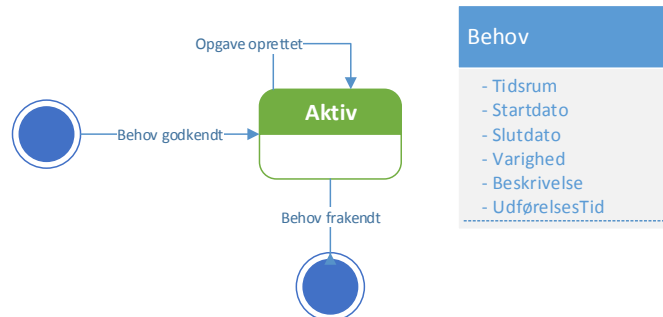 Opgave oprettet
Aktiv
Behov godkendt
Behov frakendt
Behov
- Tidsrum
- Startdato
- Slutdato
- Varighed
- Beskrivelse
- UdførelsesTid